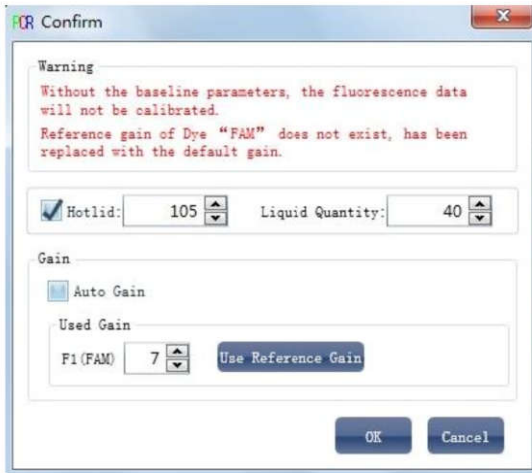 PCR Confirm
Warning
Without the baseline parameters, the fluorescence data
will not be calibrated.
Reference gain of Dye “FAM” does not exist, has been
replaced with the default gain.
Hotlid: 105 Liquid Quantity: 40
Gain
Auto Gain
Used Gain
F1(FAM) 7 Use Reference Gain
OK Cancel